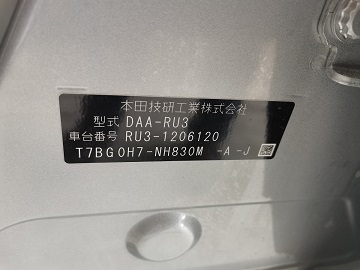 本田技研工業株式会社
型式 DAA-RU3
車台番号 RU3-1206120
T7BG0H7-NH830M -A-J